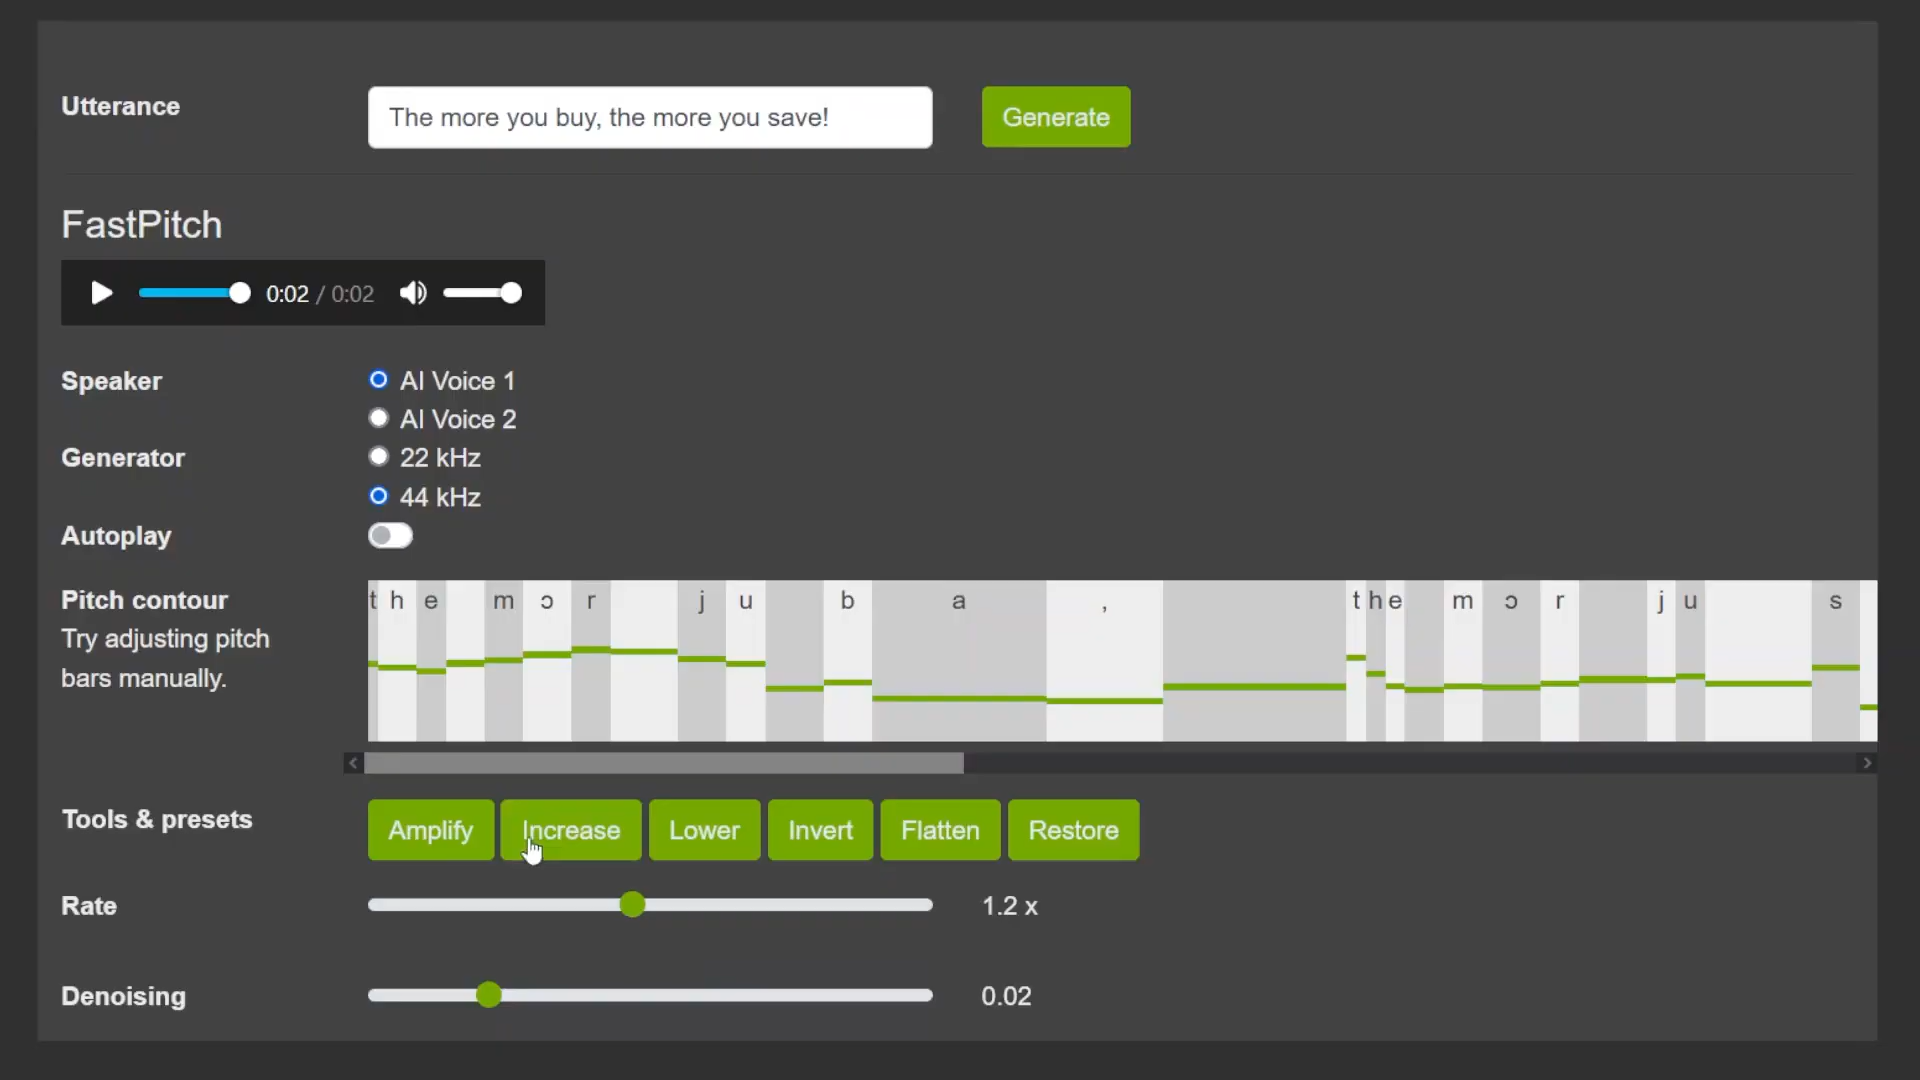 Utterance
The more you buy, the more you save!
Generate
FastPitch
0:02 / 0:02
Speaker
AI Voice 1
AI Voice 2
Generator
22 kHz
44 kHz
Autoplay
Pitch contour
Try adjusting pitch
bars manually.
t h e m ɔ r j u b a , t h e m ɔ r j u s
Tools & presets
Amplify Increase Lower Invert Flatten Restore
Rate
1.2 x
Denoising
0.02